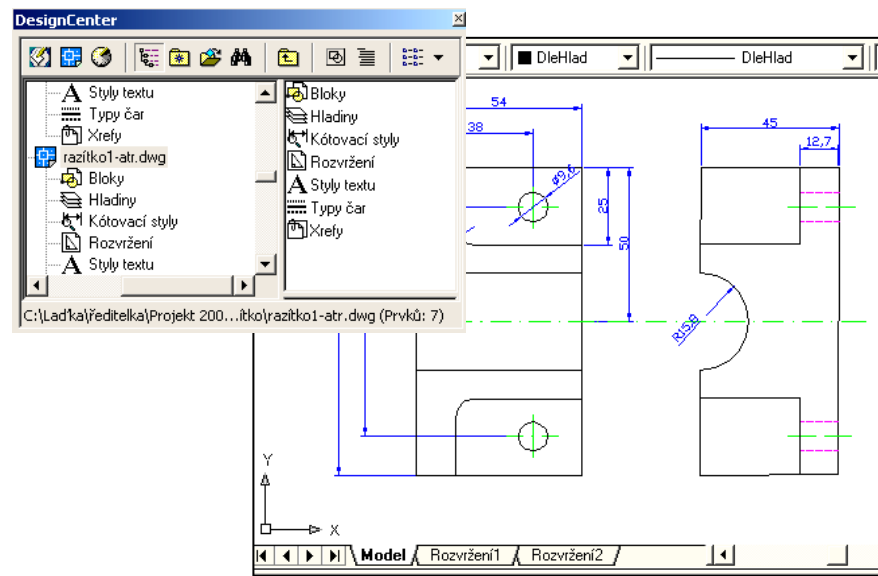 DesignCenter
Styly textu
Typy čar
Xrefy
razítko1-atr.dwg
Bloky
Hladiny
Kótovací styly
Rozvržení
Styly textu
Bloky
Hladiny
Kótovací styly
Rozvržení
Styly textu
Typy čar
Xrefy
C:\Laďka\ředitelka\Projekt 200...ítko\razítko1-atr.dwg (Prvků: 7)
DleHlad
DleHlad
54
38
ø9,6
25
50
45
12,7
R15,8
Y
X
Model
Rozvržení1
Rozvržení2